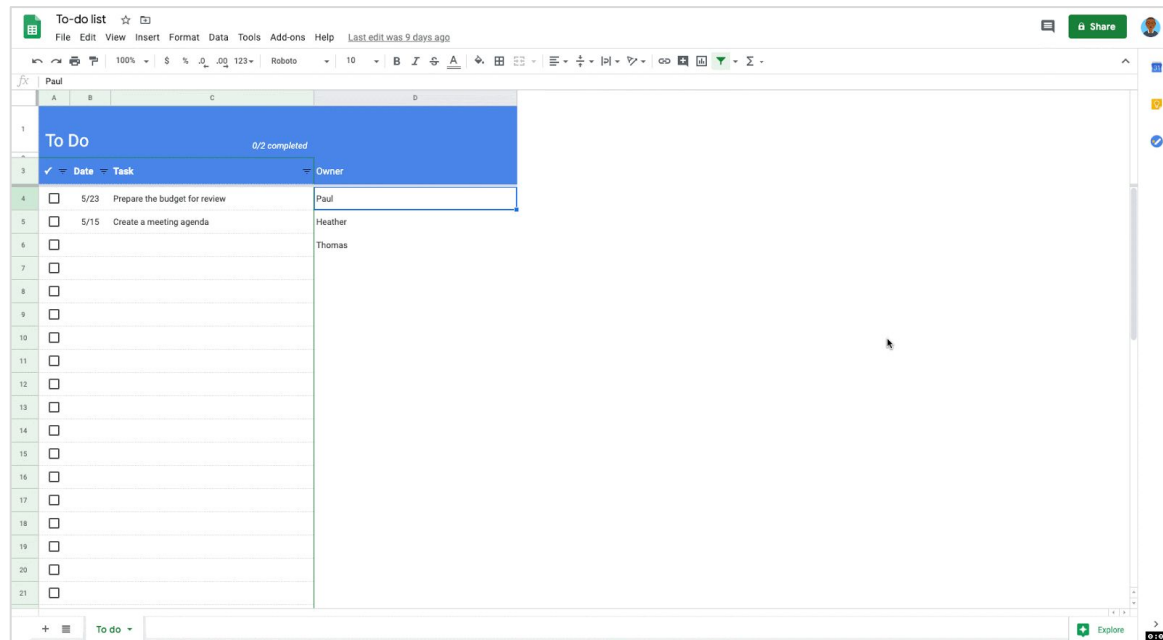 To-do list
File Edit View Insert Format Data Tools Add-ons Help Last edit was 9 days ago
Share
100% $ % .0 .00 123 Roboto 10 B I S A
fx Paul
A B C D
1 To Do 0/2 completed
3 ✓ Date Task Owner
4 5/23 Prepare the budget for review Paul
5 5/15 Create a meeting agenda Heather
6 Thomas
7
8
9
10
11
12
13
14
15
16
17
18
19
20
21
+ To do Explore